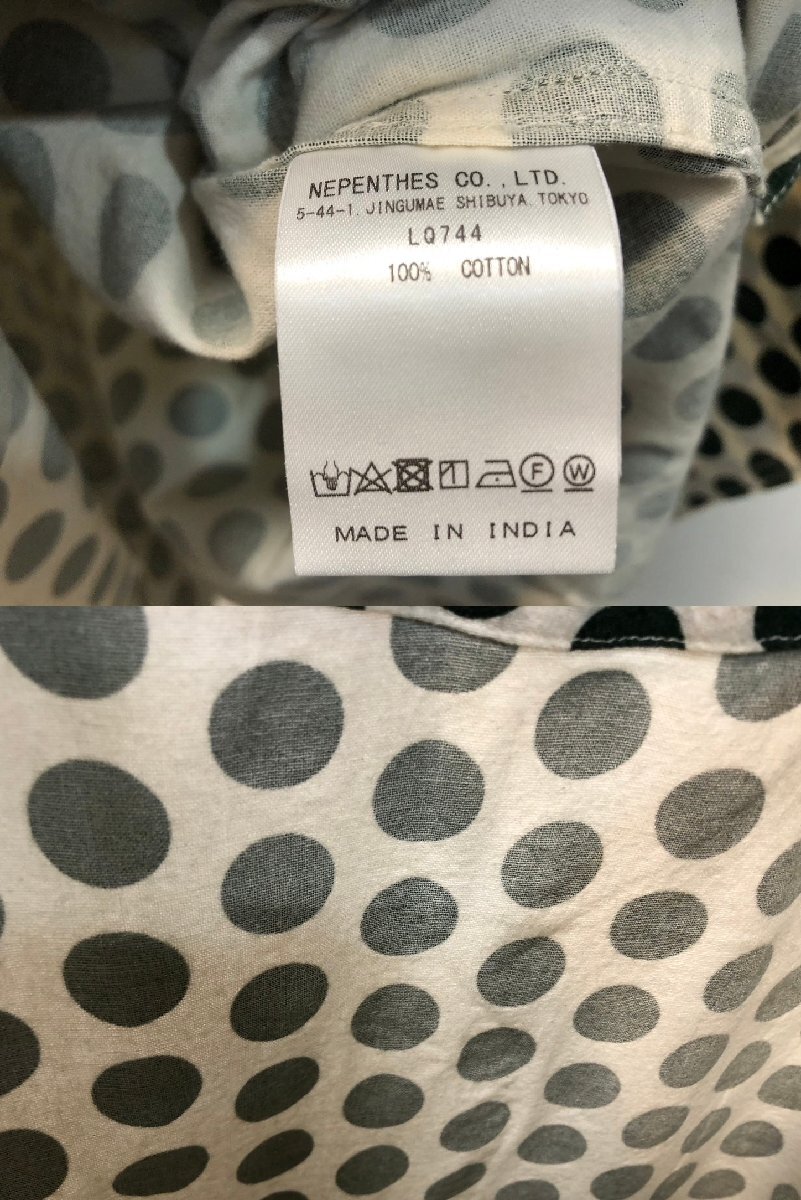 NEPENTHES CO.,LTD.
5-44-1.JINGUMAE SHIBUYA.TOKYO
LQ744
100% COTTON
F W
MADE IN INDIA